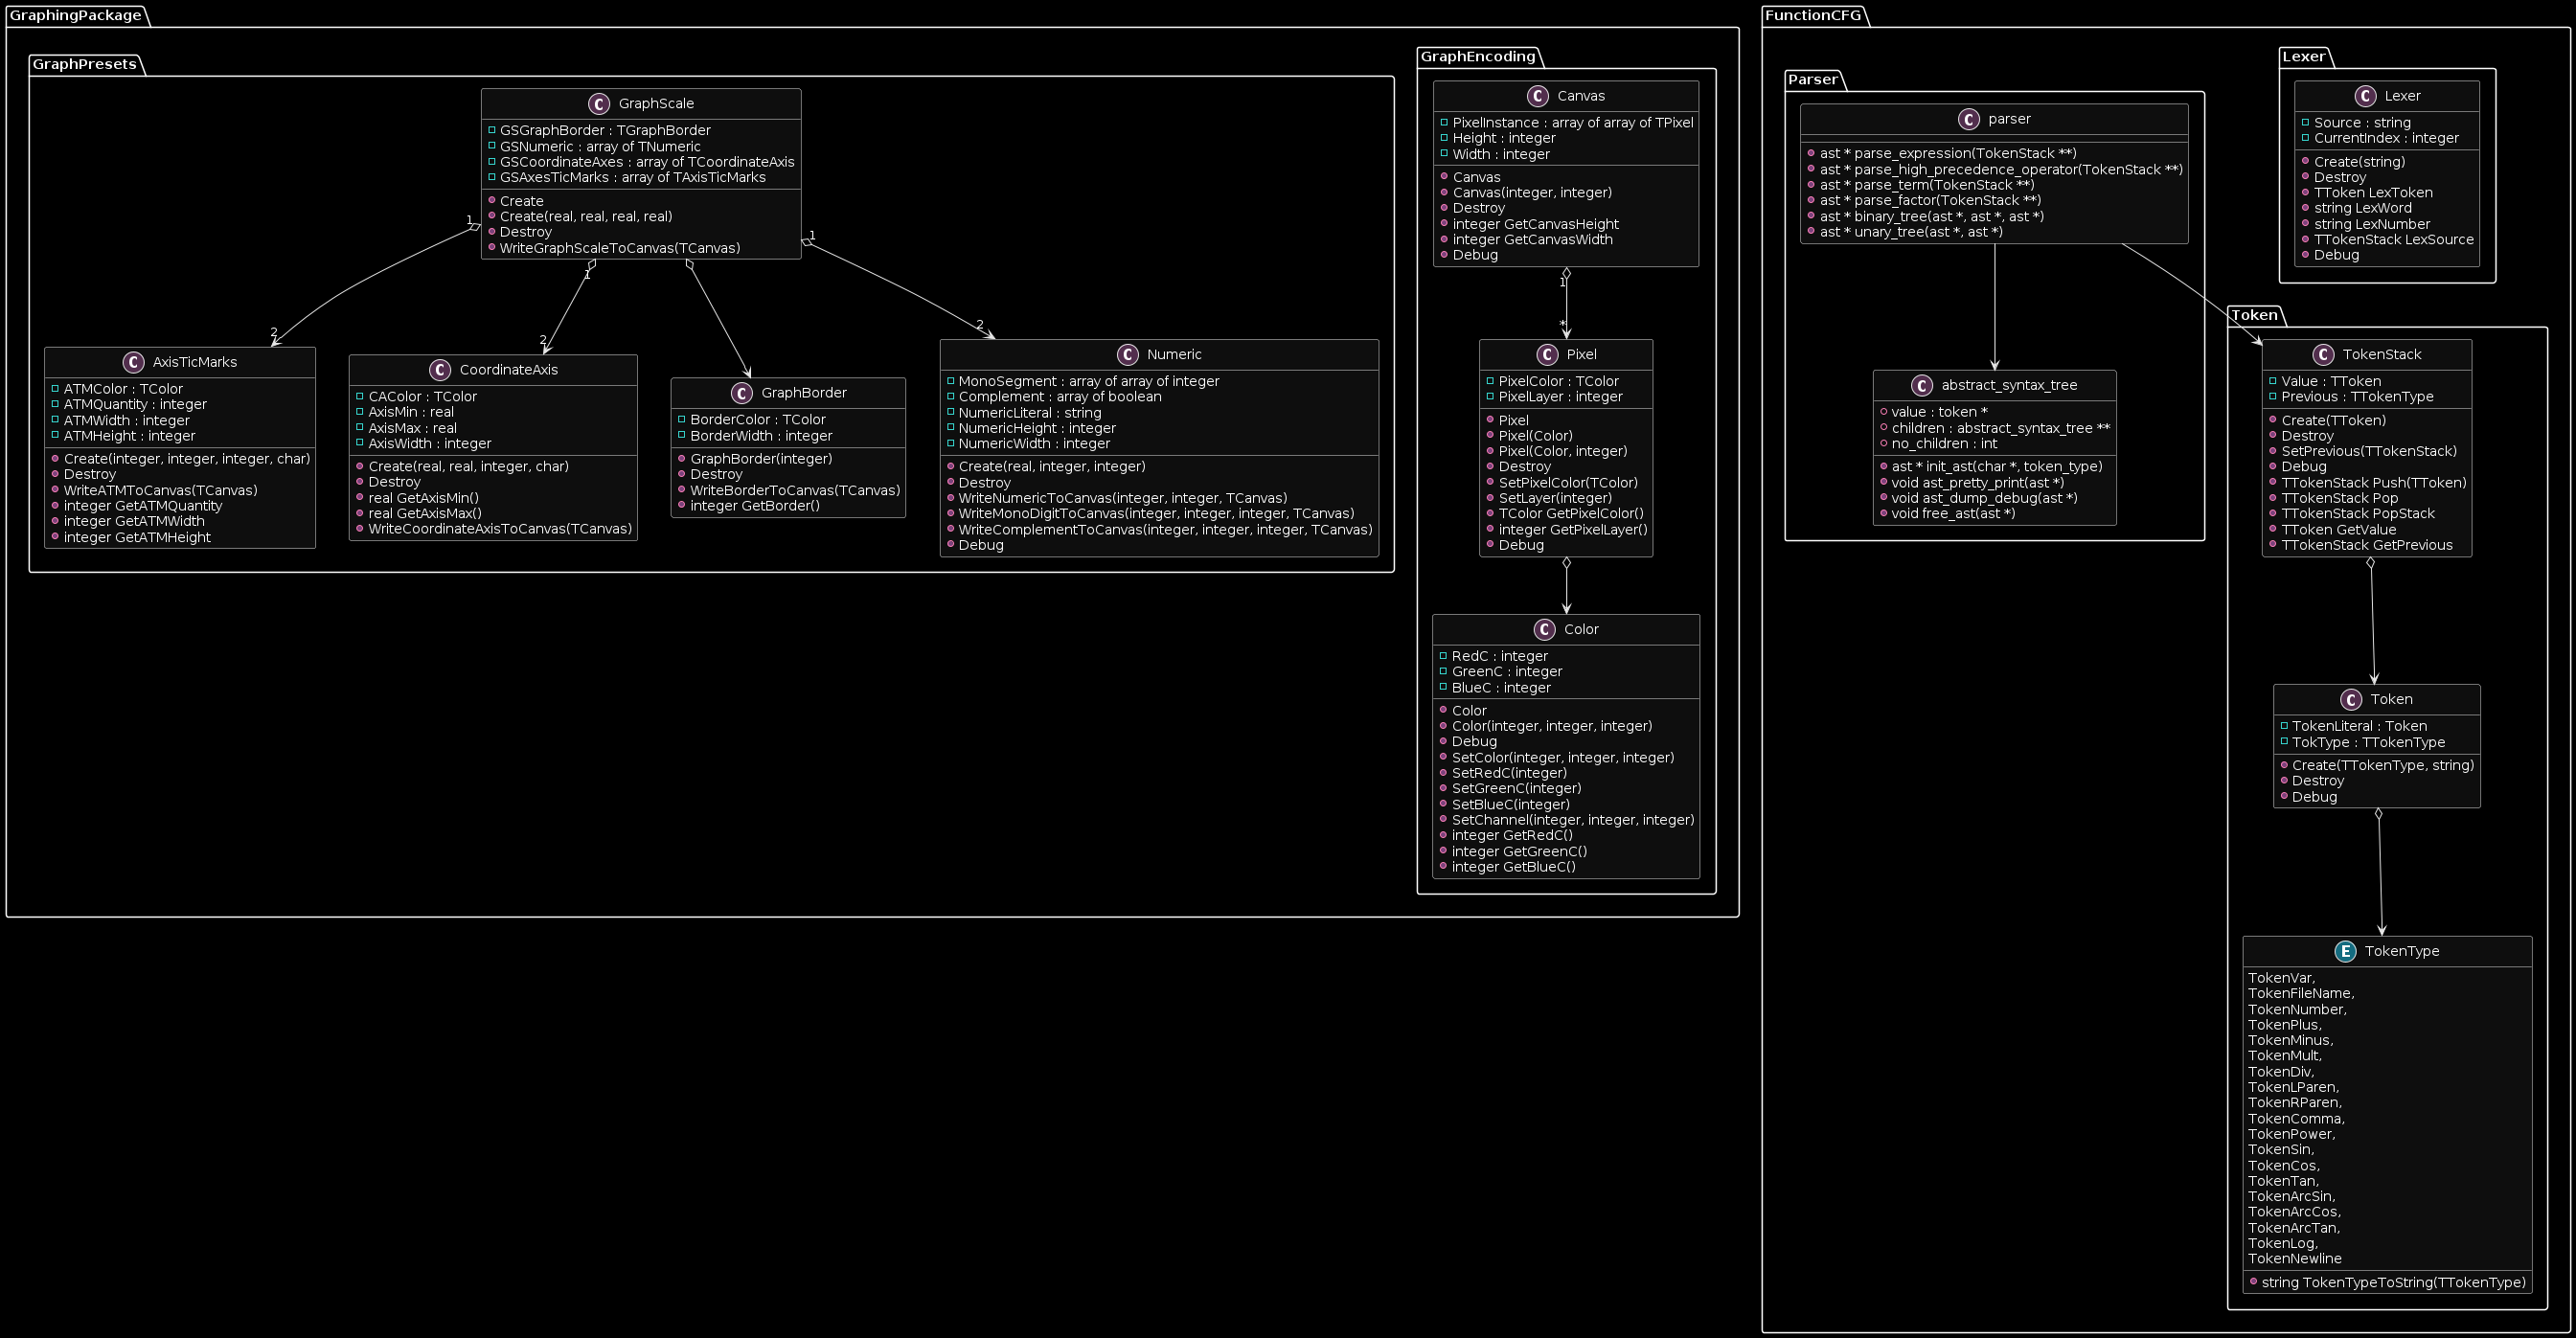 GraphingPackage
GraphPresets
C GraphScale
GSGraphBorder : TGraphBorder
GSNumeric : array of TNumeric
GSCoordinateAxes : array of TCoordinateAxis
GSAxesTicMarks : array of TAxisTicMarks
Create
Create(real, real, real, real)
Destroy
WriteGraphScaleToCanvas(TCanvas)
1
1
1
2
2
2
C AxisTicMarks
ATMColor : TColor
ATMQuantity : integer
ATMWidth : integer
ATMHeight : integer
Create(integer, integer, integer, char)
Destroy
WriteATMToCanvas(TCanvas)
integer GetATMQuantity
integer GetATMWidth
integer GetATMHeight
C CoordinateAxis
CAColor : TColor
AxisMin : real
AxisMax : real
AxisWidth : integer
Create(real, real, integer, char)
Destroy
real GetAxisMin()
real GetAxisMax()
WriteCoordinateAxisToCanvas(TCanvas)
C GraphBorder
BorderColor : TColor
BorderWidth : integer
GraphBorder(integer)
Destroy
WriteBorderToCanvas(TCanvas)
integer GetBorder()
C Numeric
MonoSegment : array of array of integer
Complement : array of boolean
NumericLiteral : string
NumericHeight : integer
NumericWidth : integer
Create(real, integer, integer)
Destroy
WriteNumericToCanvas(integer, integer, TCanvas)
WriteMonoDigitToCanvas(integer, integer, integer, TCanvas)
WriteComplementToCanvas(integer, integer, integer, TCanvas)
Debug
GraphEncoding
C Canvas
PixelInstance : array of array of TPixel
Height : integer
Width : integer
Canvas
Canvas(integer, integer)
Destroy
integer GetCanvasHeight
integer GetCanvasWidth
Debug
1
*
C Pixel
PixelColor : TColor
PixelLayer : integer
Pixel
Pixel(Color)
Pixel(Color, integer)
Destroy
SetPixelColor(TColor)
SetLayer(integer)
TColor GetPixelColor()
integer GetPixelLayer()
Debug
C Color
RedC : integer
GreenC : integer
BlueC : integer
Color
Color(integer, integer, integer)
Debug
SetColor(integer, integer, integer)
SetRedC(integer)
SetGreenC(integer)
SetBlueC(integer)
SetChannel(integer, integer, integer)
integer GetRedC()
integer GetGreenC()
integer GetBlueC()
FunctionCFG
Parser
C parser
ast * parse_expression(TokenStack **)
ast * parse_high_precedence_operator(TokenStack **)
ast * parse_term(TokenStack **)
ast * parse_factor(TokenStack **)
ast * binary_tree(ast *, ast *, ast *)
ast * unary_tree(ast *, ast *)
C abstract_syntax_tree
value : token *
children : abstract_syntax_tree **
no_children : int
ast * init_ast(char *, token_type)
void ast_pretty_print(ast *)
void ast_dump_debug(ast *)
void free_ast(ast *)
Lexer
C Lexer
Source : string
CurrentIndex : integer
Create(string)
Destroy
TToken LexToken
string LexWord
string LexNumber
TTokenStack LexSource
Debug
Token
C TokenStack
Value : TToken
Previous : TTokenType
Create(TToken)
Destroy
SetPrevious(TTokenStack)
Debug
TTokenStack Push(TToken)
TTokenStack Pop
TTokenStack PopStack
TToken GetValue
TTokenStack GetPrevious
C Token
TokenLiteral : Token
TokType : TTokenType
Create(TTokenType, string)
Destroy
Debug
E TokenType
TokenVar,
TokenFileName,
TokenNumber,
TokenPlus,
TokenMinus,
TokenMult,
TokenDiv,
TokenLParen,
TokenRParen,
TokenComma,
TokenPower,
TokenSin,
TokenCos,
TokenTan,
TokenArcSin,
TokenArcCos,
TokenArcTan,
TokenLog,
TokenNewline
string TokenTypeToString(TTokenType)